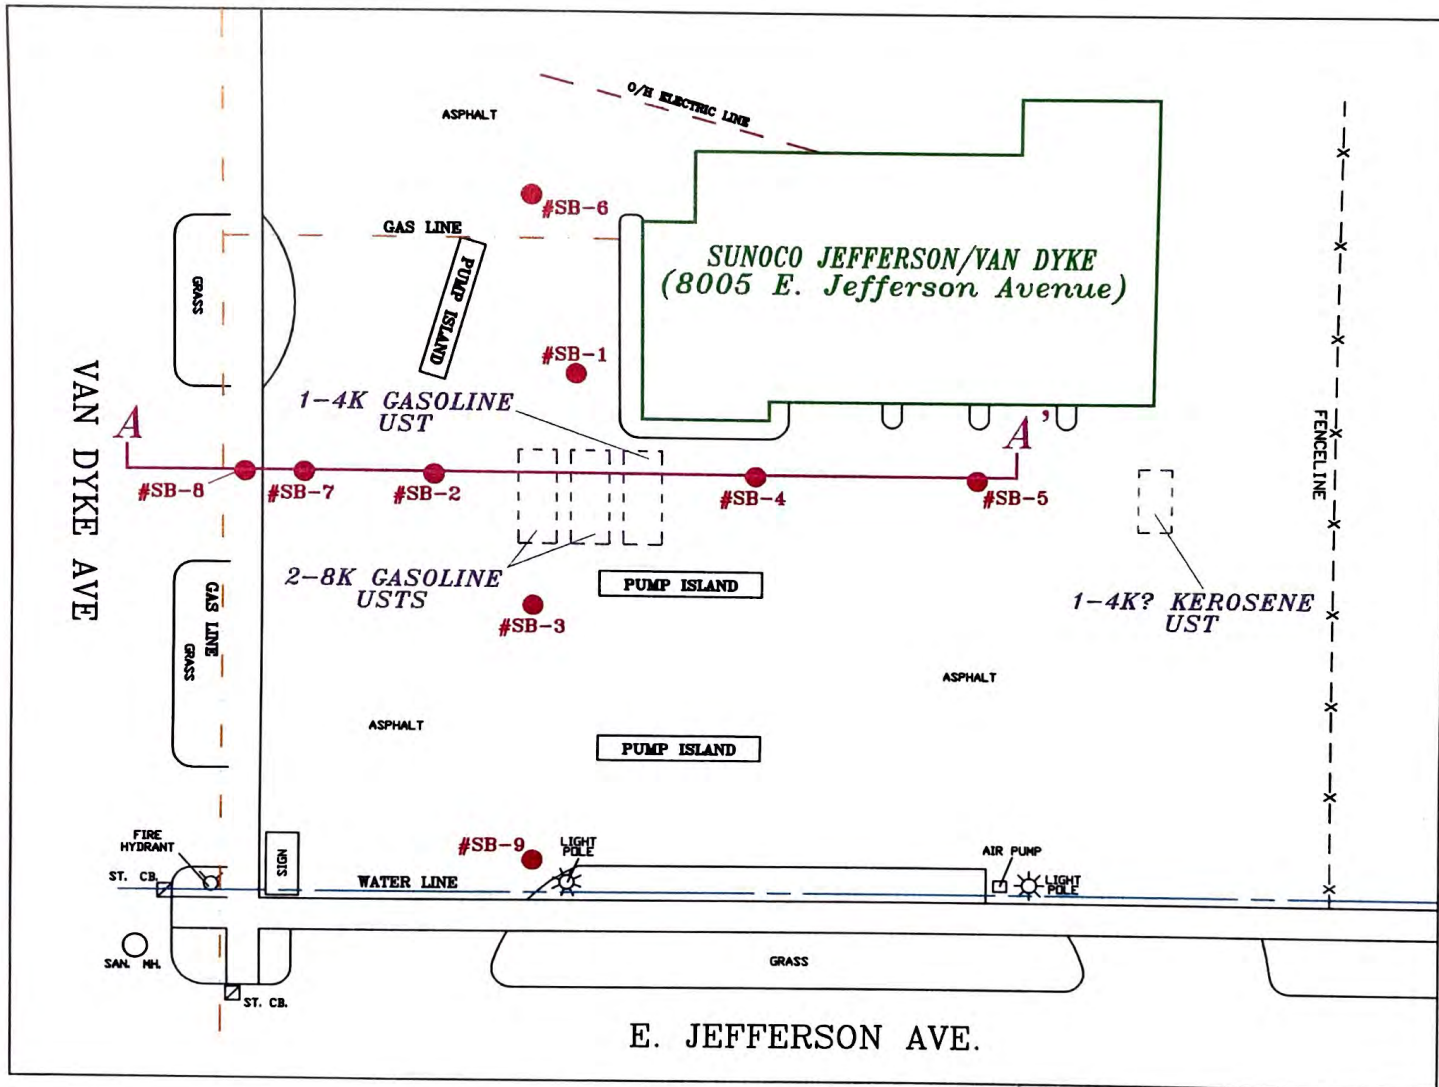 O/H ELECTRIC LINE
ASPHALT
#SB-6
GAS LINE
PUMP ISLAND
GRASS
SUNOCO JEFFERSON/VAN DYKE
(8005 E. Jefferson Avenue)
#SB-1
1-4K GASOLINE
UST
VAN DYKE AVE
A
A'
#SB-8
#SB-7
#SB-2
#SB-4
#SB-5
FENCELINE
2-8K GASOLINE
USTS
PUMP ISLAND
1-4K? KEROSENE
UST
#SB-3
GAS LINE
GRASS
ASPHALT
ASPHALT
PUMP ISLAND
FIRE
HYDRANT
SIGN
#SB-9
LIGHT
POLE
AIR PUMP
LIGHT
POLE
ST. CB.
WATER LINE
SAN. MH.
GRASS
ST. CB.
E. JEFFERSON AVE.